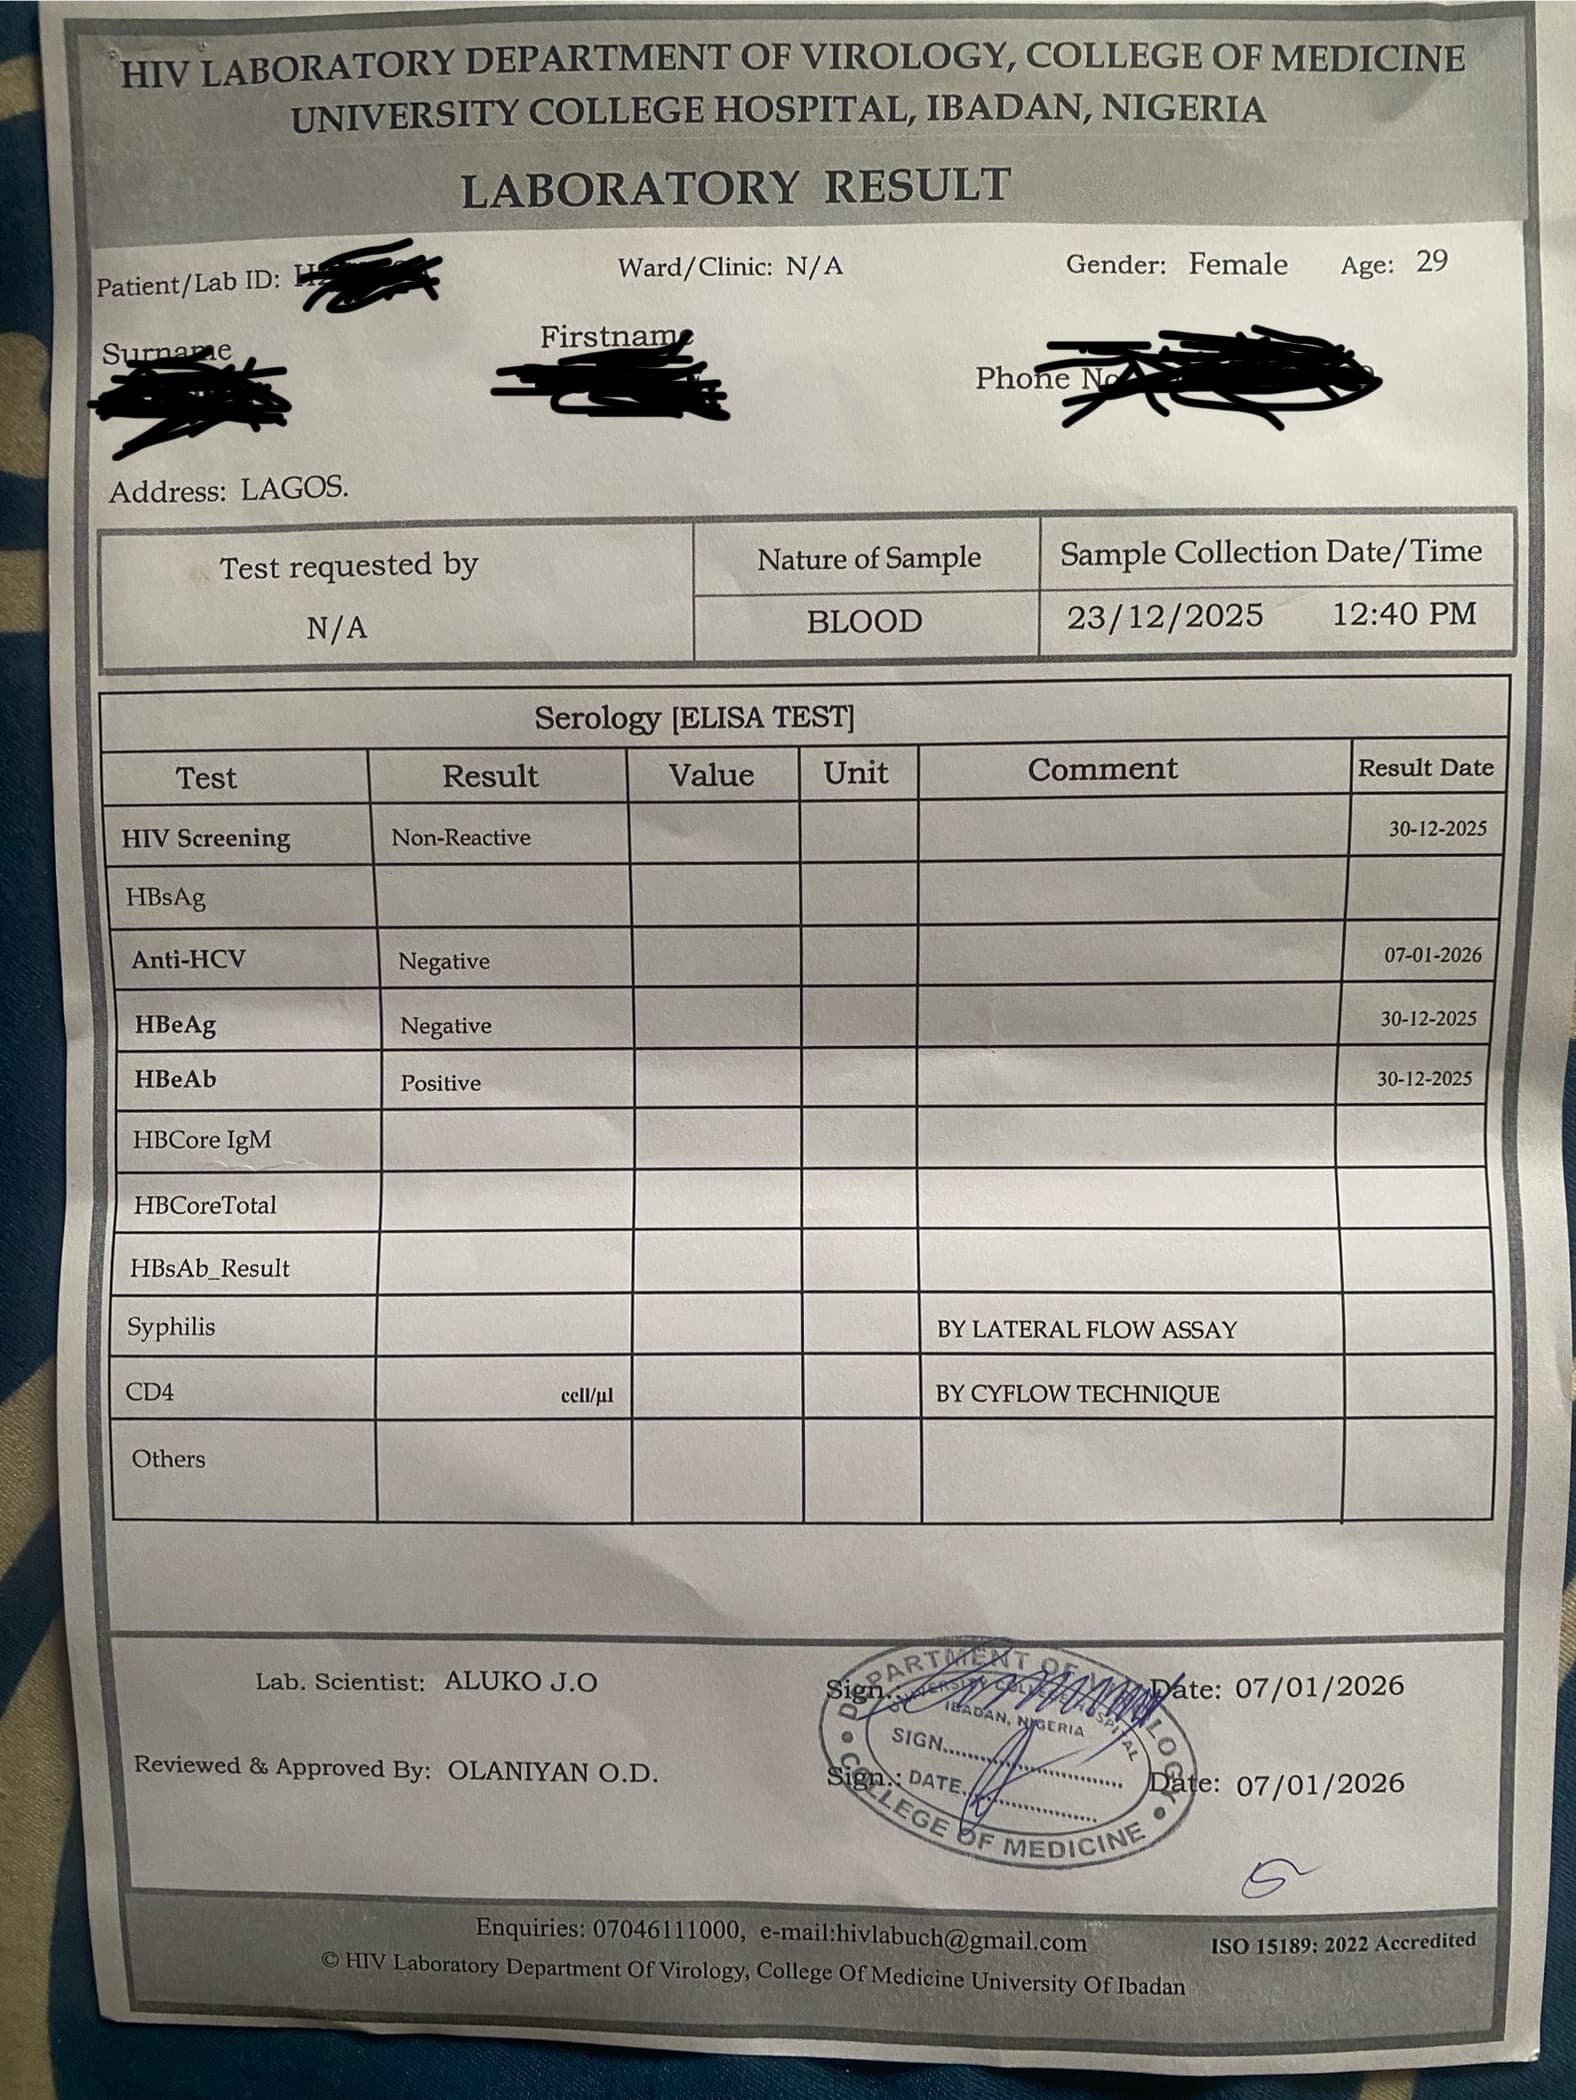 HIV LABORATORY DEPARTMENT OF VIROLOGY, COLLEGE OF MEDICINE
UNIVERSITY COLLEGE HOSPITAL, IBADAN, NIGERIA
LABORATORY RESULT
Patient/Lab ID: Ward/Clinic: N/A Gender: Female Age: 29
Surname Firstname
Phone No
Address: LAGOS.
Test requested by Nature of Sample Sample Collection Date/Time
N/A BLOOD 23/12/2025 12:40 PM
Serology [ELISA TEST]
Test Result Value Unit Comment Result Date
HIV Screening Non-Reactive 30-12-2025
HBsAg
Anti-HCV Negative 07-01-2026
HBeAg Negative 30-12-2025
HBeAb Positive 30-12-2025
HBCore IgM
HBCoreTotal
HBsAb_Result
Syphilis BY LATERAL FLOW ASSAY
CD4 cell/µl BY CYFLOW TECHNIQUE
Others
Lab. Scientist: ALUKO J.O Sign.: Date: 07/01/2026
Reviewed & Approved By: OLANIYAN O.D. Sign.: Date: 07/01/2026
DEPARTMENT OF VIROLOGY
UNIVERSITY COLLEGE HOSPITAL
IBADAN, NIGERIA
SIGN..............................
DATE..............................
COLLEGE OF MEDICINE
Enquiries: 07046111000, e-mail:hivlabuch@gmail.com
ISO 15189: 2022 Accredited
© HIV Laboratory Department Of Virology, College Of Medicine University Of Ibadan